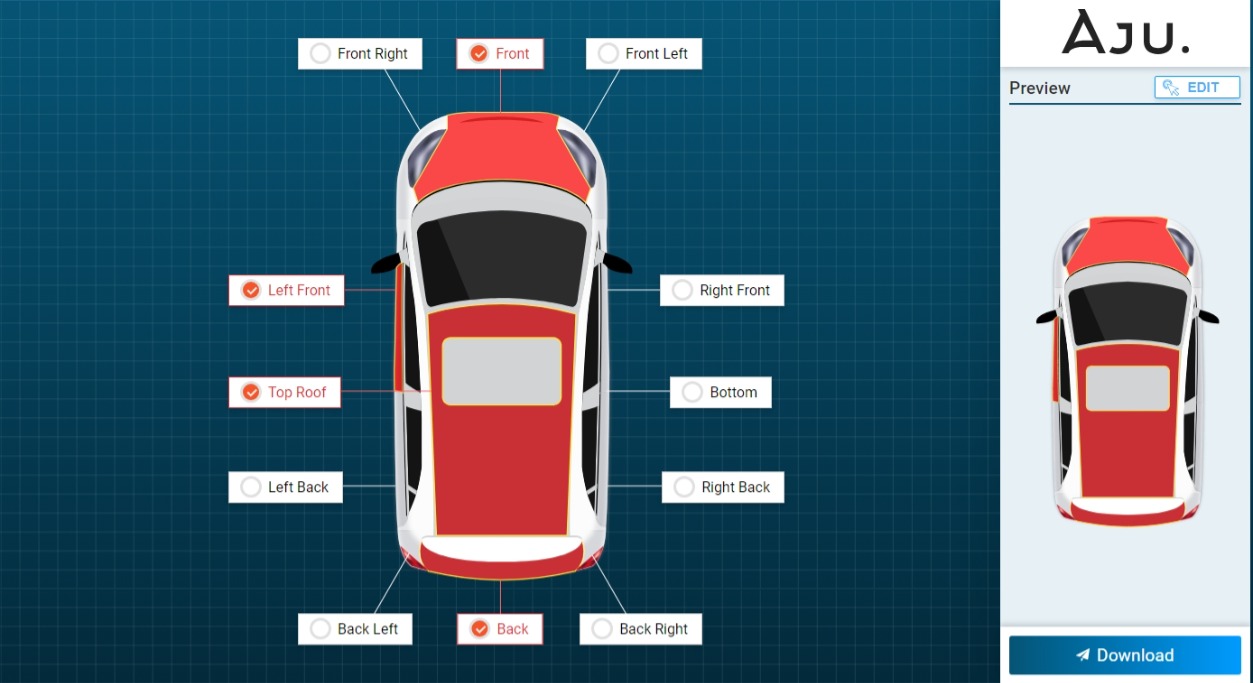 Front Right
Front
Front Left
Left Front
Right Front
Top Roof
Bottom
Left Back
Right Back
Back Left
Back
Back Right
AJU.
Preview
EDIT
Download